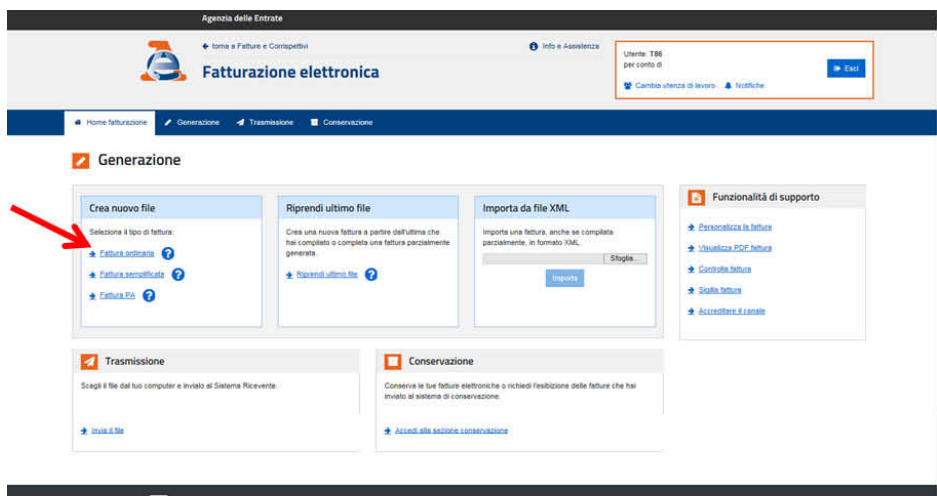 Agenzia delle Entrate
torna a Fatture e Corrispettivi
Info e Assistenza
Fatturazione elettronica
Utente: T86
per conto di
Esci
Cambia utenza di lavoro
Notifiche
Home fatturazione
Generazione
Trasmissione
Conservazione
Generazione
Crea nuovo file
Seleziona il tipo di fattura:
Fattura ordinaria ?
Fattura semplificata ?
Fattura PA ?
Riprendi ultimo file
Crea una nuova fattura a partire dall'ultima che
hai compilato o completa una fattura parzialmente
generata.
Riprendi ultimo file ?
Importa da file XML
Importa una fattura, anche se compilata
parzialmente, in formato XML.
Sfoglia...
Importa
Funzionalità di supporto
Personalizza la fattura
Visualizza PDF fattura
Controlla fattura
Sigilla fattura
Accreditare il canale
Trasmissione
Scegli il file dal tuo computer e invialo al Sistema Ricevente.
Invia il file
Conservazione
Conserva le tue fatture elettroniche o richiedi l'esibizione delle fatture che hai
inviato al sistema di conservazione.
Accedi alla sezione conservazione